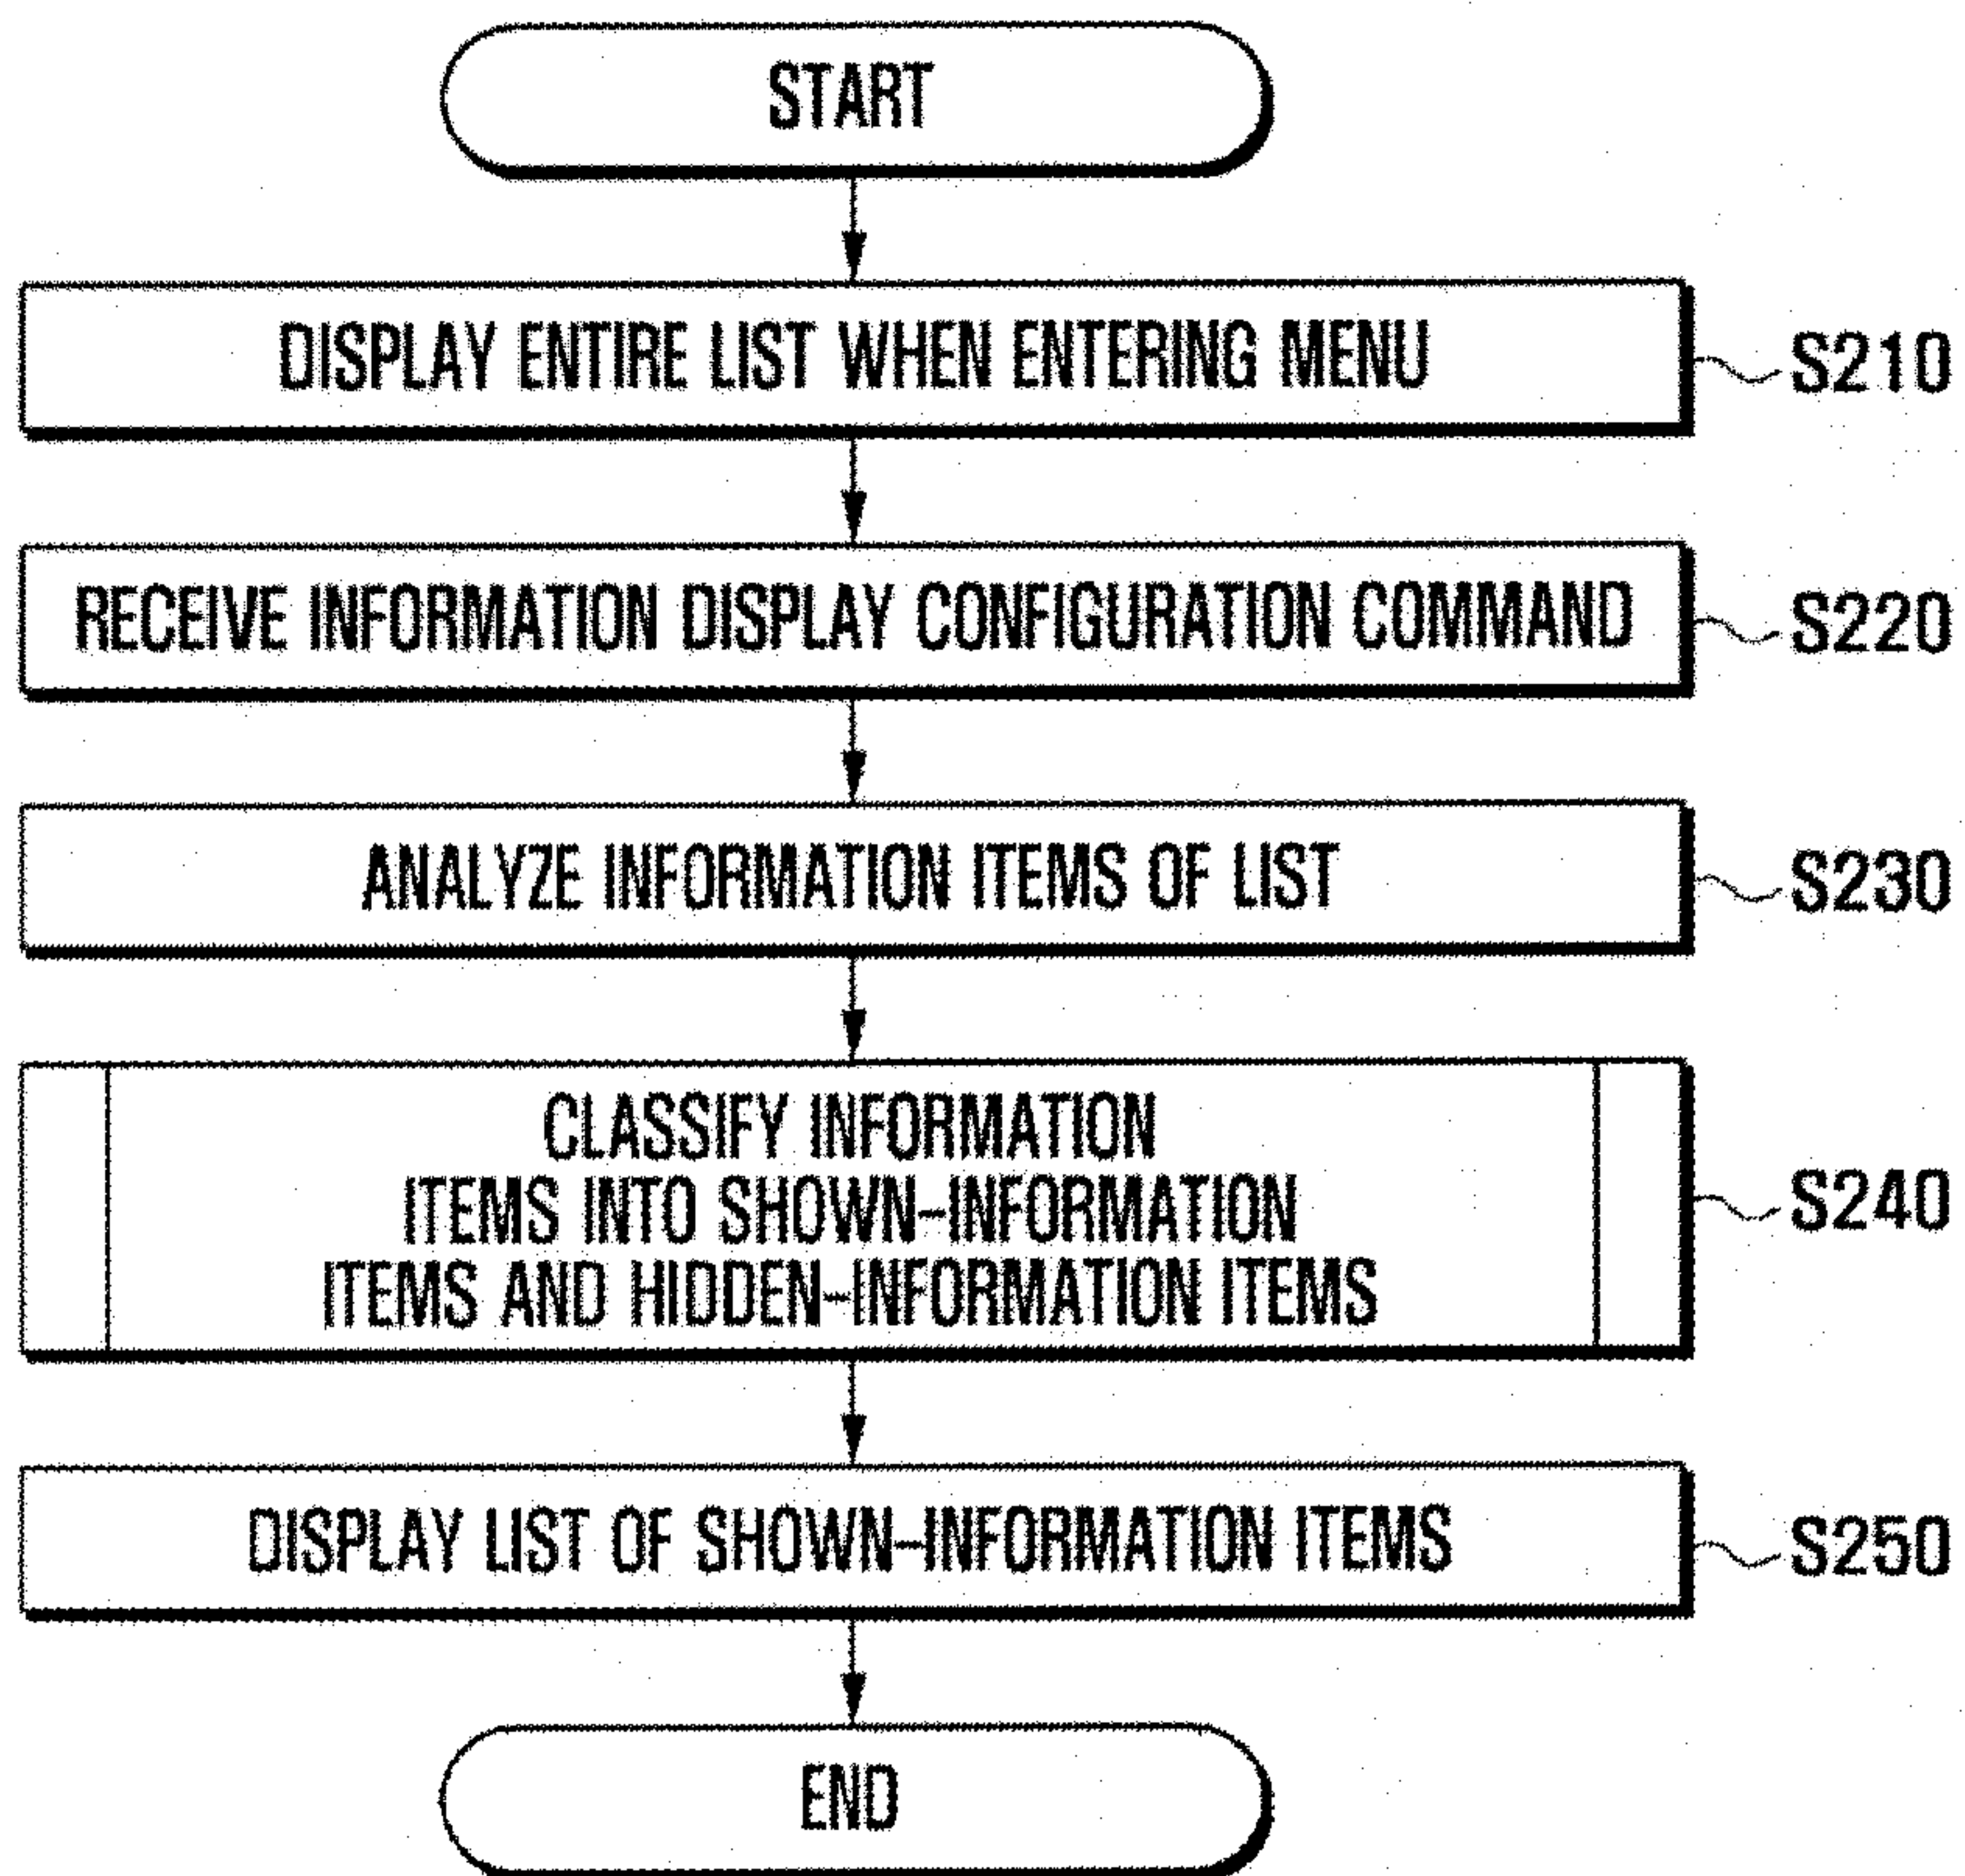 START
DISPLAY ENTIRE LIST WHEN ENTERING MENU
S210
RECEIVE INFORMATION DISPLAY CONFIGURATION COMMAND
S220
ANALYZE INFORMATION ITEMS OF LIST
S230
CLASSIFY INFORMATION
ITEMS INTO SHOWN-INFORMATION
ITEMS AND HIDDEN-INFORMATION ITEMS
S240
DISPLAY LIST OF SHOWN-INFORMATION ITEMS
S250
END